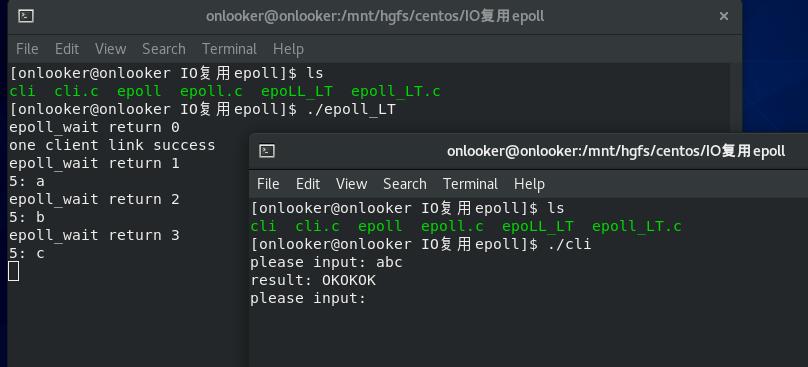 onlooker@onlooker:/mnt/hgfs/centos/IO复用epoll
File Edit View Search Terminal Help
[onlooker@onlooker IO复用epoll]$ ls
cli cli.c epoll epoll.c epoLL_LT epoll_LT.c
[onlooker@onlooker IO复用epoll]$ ./epoll_LT
epoll_wait return 0
one client link success
epoll_wait return 1
5: a
epoll_wait return 2
5: b
epoll_wait return 3
5: c
onlooker@onlooker:/mnt/hgfs/centos/IO复用epoll
File Edit View Search Terminal Help
[onlooker@onlooker IO复用epoll]$ ls
cli cli.c epoll epoll.c epoLL_LT epoll_LT.c
[onlooker@onlooker IO复用epoll]$ ./cli
please input: abc
result: OKOKOK
please input: